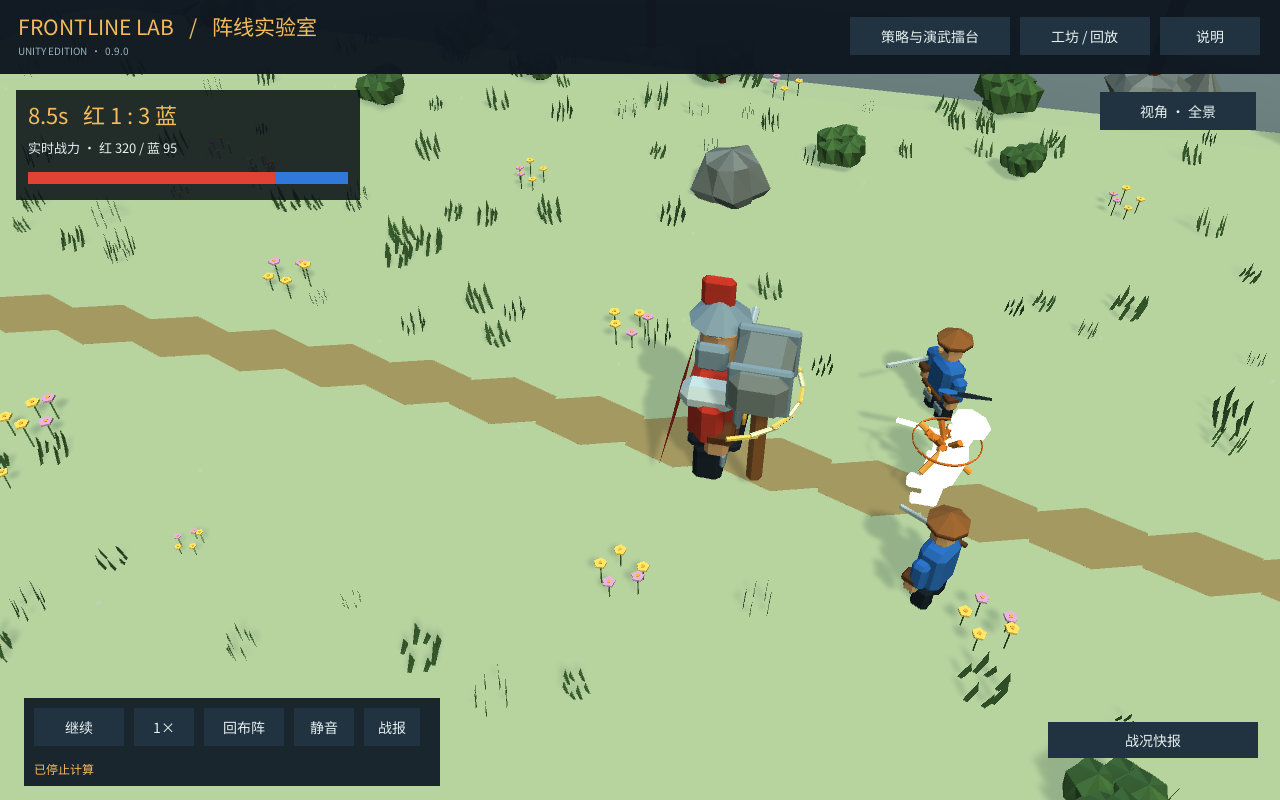 FRONTLINE LAB / 阵线实验室
UNITY EDITION · 0.9.0
策略与演武擂台
工坊 / 回放
说明
8.5s 红 1 : 3 蓝
实时战力 · 红 320 / 蓝 95
视角 · 全景
继续
1×
回布阵
静音
战报
已停止计算
战况快报